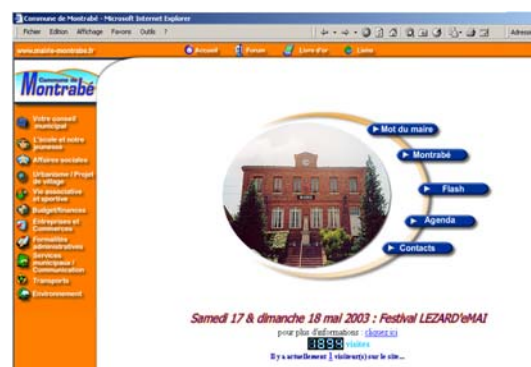 Commune de Montrabé - Microsoft Internet Explorer
Fichier Edition Affichage Favoris Outils ?
www.mairie-montrabe.fr Accueil Forum Livre d'or Liens
Commune de
Montrabé
Votre conseil
municipal
L'école et notre
jeunesse
Affaires sociales
Urbanisme / Projet
de village
Vie associative
et sportive
Budget/finances
Entreprises et
Commerces
Formalités
administratives
Services
municipaux /
Communication
Transports
Environnement
Mot du maire
Montrabé
Flash
Agenda
Contacts
Samedi 17 & dimanche 18 mai 2003 : Festival LEZARD'eMAI
pour plus d'informations : cliquez ici
1894 visites
Il y a actuellement 1 visiteur(s) sur le site...